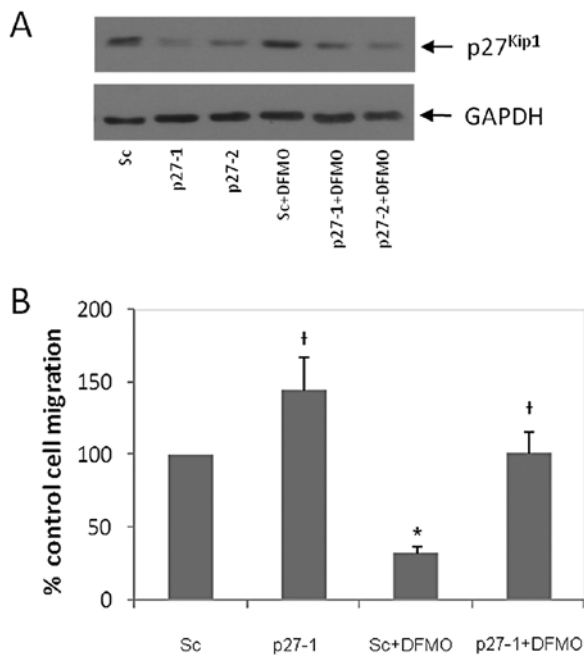 A
p27Kip1
GAPDH
Sc
p27-1
p27-2
Sc+DFMO
p27-1+DFMO
p27-2+DFMO
B
% control cell migration
200
150
100
50
0
ƚ
*
ƚ
Sc
p27-1
Sc+DFMO
p27-1+DFMO